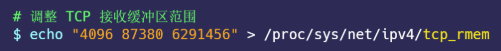 # 调整 TCP 接收缓冲区范围
$ echo "4096 87380 6291456" > /proc/sys/net/ipv4/tcp_rmem